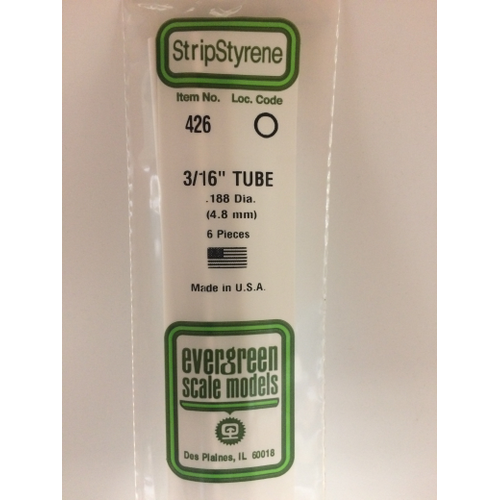 StripStyrene
Item No. Loc. Code
426
3/16" TUBE
.188 Dia.
(4.8 mm)
6 Pieces
Made in U.S.A.
evergreen
scale models
Des Plaines, IL 60018